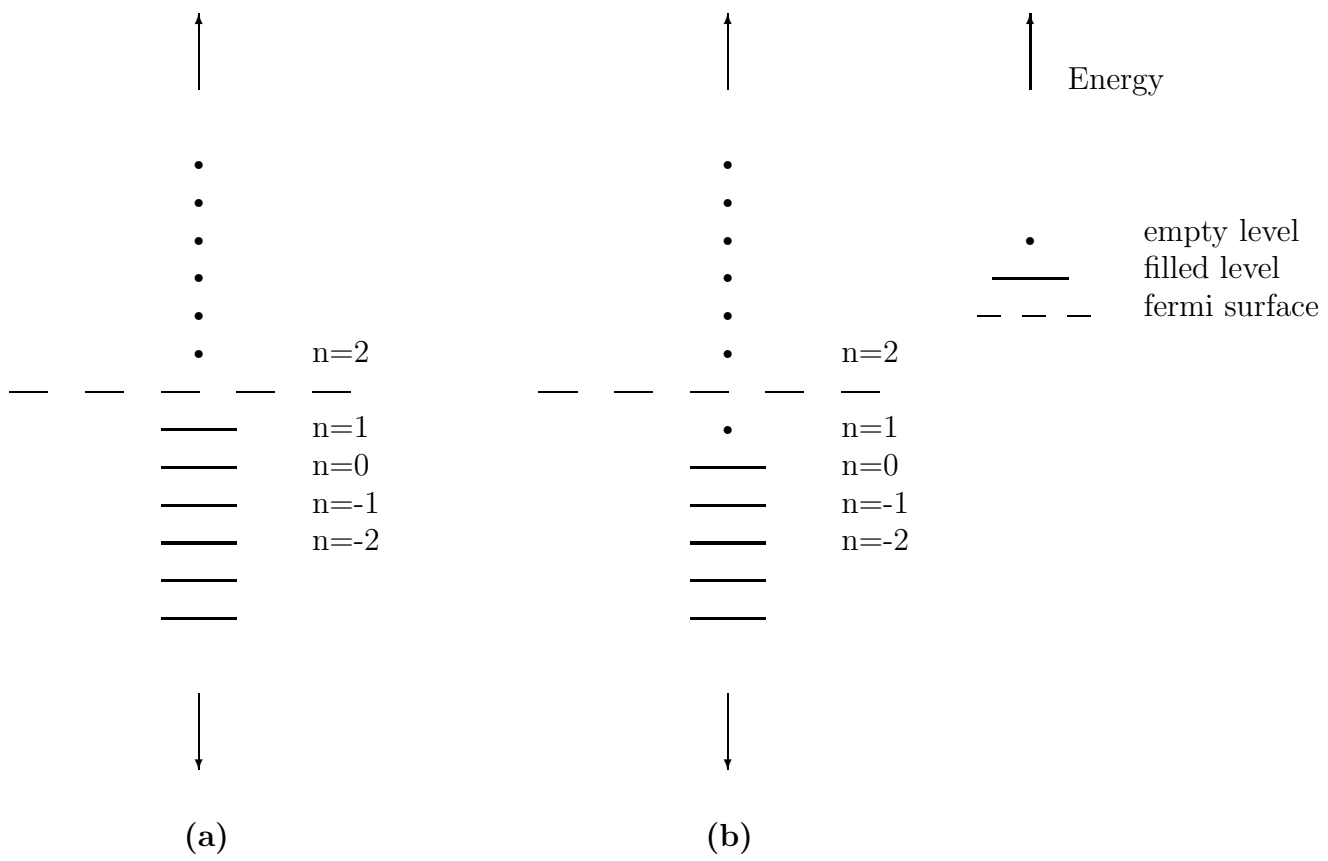 Energy
empty level
filled level
fermi surface
n=2
n=1
n=0
n=-1
n=-2
n=2
n=1
n=0
n=-1
n=-2
(a)
(b)